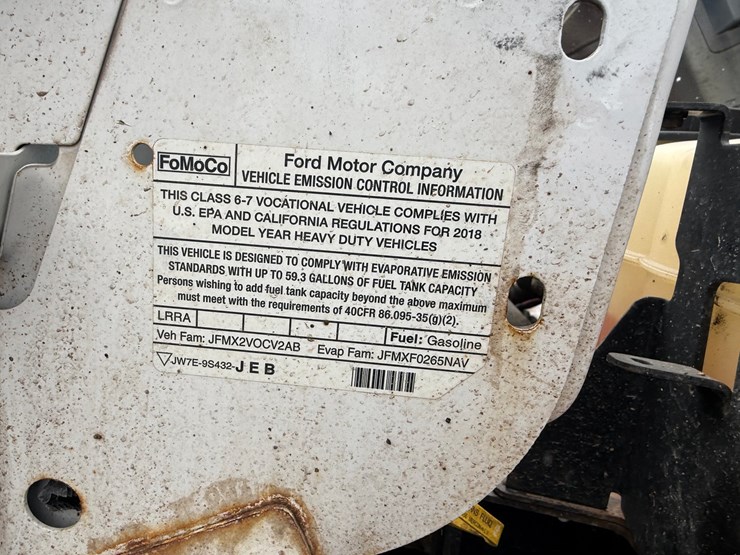 FoMoCo
Ford Motor Company
VEHICLE EMISSION CONTROL INFORMATION
THIS CLASS 6-7 VOCATIONAL VEHICLE COMPLIES WITH
U.S. EPA AND CALIFORNIA REGULATIONS FOR 2018
MODEL YEAR HEAVY DUTY VEHICLES
THIS VEHICLE IS DESIGNED TO COMPLY WITH EVAPORATIVE EMISSION
STANDARDS WITH UP TO 59.3 GALLONS OF FUEL TANK CAPACITY
Persons wishing to add fuel tank capacity beyond the above maximum
must meet with the requirements of 40CFR 86.095-35(g)(2).
LRRA
Fuel: Gasoline
Veh Fam: JFMX2VOCV2AB Evap Fam: JFMXF0265NAV
JW7E-9S432-JEB